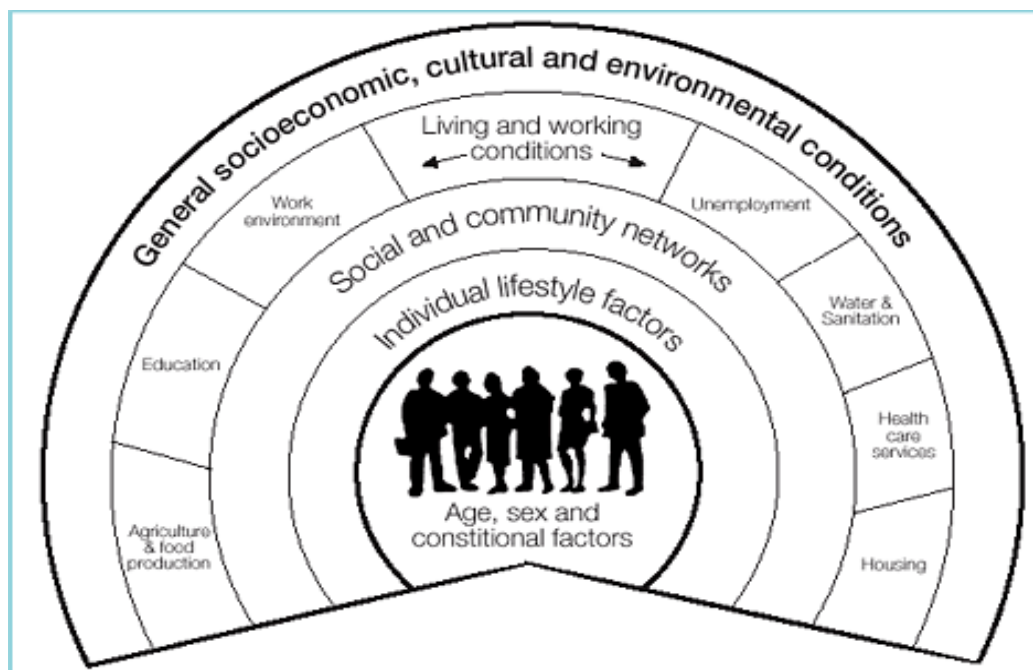 General socioeconomic, cultural and environmental conditions
Living and working
conditions
Work
environment
Unemployment
Social and community networks
Individual lifestyle factors
Education
Water &
Sanitation
Health
care
services
Agriculture
& food
production
Housing
Age, sex and
constitional factors